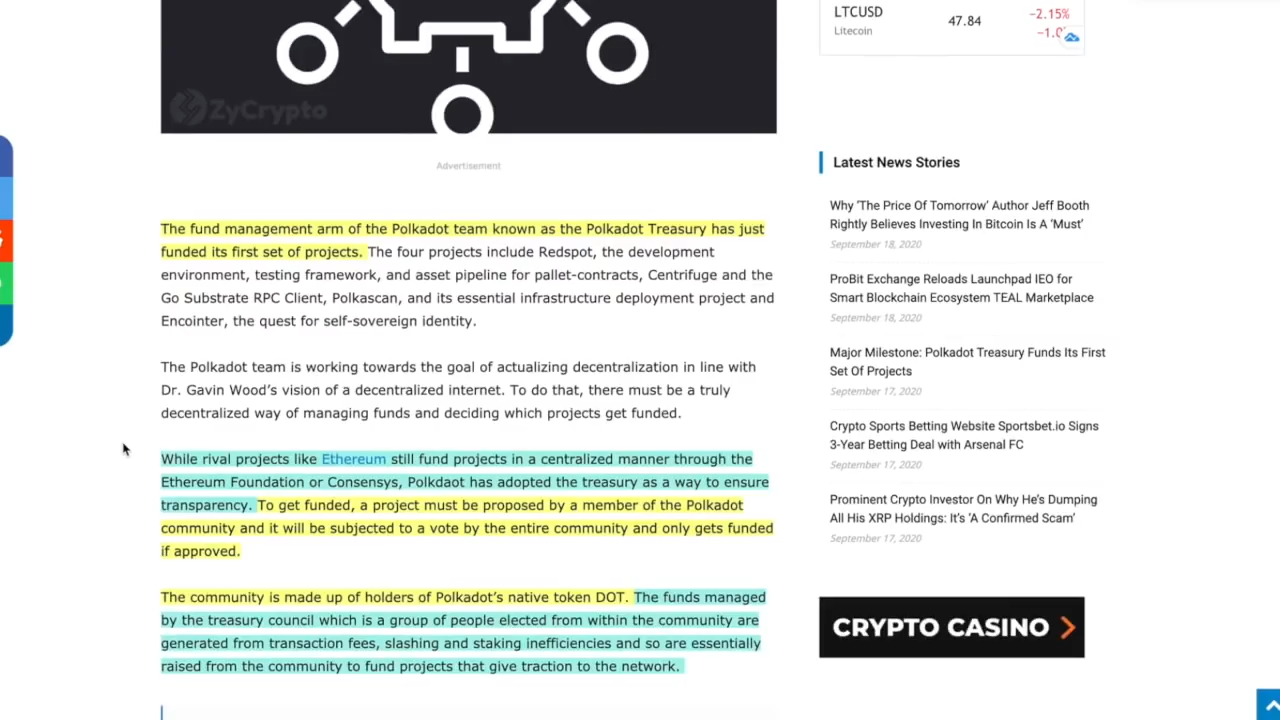 LTCUSD
Litecoin
47.84
−2.15%
−1.0
ZyCrypto
Advertisement
The fund management arm of the Polkadot team known as the Polkadot Treasury has just
funded its first set of projects. The four projects include Redspot, the development
environment, testing framework, and asset pipeline for pallet-contracts, Centrifuge and the
Go Substrate RPC Client, Polkascan, and its essential infrastructure deployment project and
Encointer, the quest for self-sovereign identity.
The Polkadot team is working towards the goal of actualizing decentralization in line with
Dr. Gavin Wood’s vision of a decentralized internet. To do that, there must be a truly
decentralized way of managing funds and deciding which projects get funded.
While rival projects like Ethereum still fund projects in a centralized manner through the
Ethereum Foundation or Consensys, Polkdaot has adopted the treasury as a way to ensure
transparency. To get funded, a project must be proposed by a member of the Polkadot
community and it will be subjected to a vote by the entire community and only gets funded
if approved.
The community is made up of holders of Polkadot’s native token DOT. The funds managed
by the treasury council which is a group of people elected from within the community are
generated from transaction fees, slashing and staking inefficiencies and so are essentially
raised from the community to fund projects that give traction to the network.
Latest News Stories
Why ‘The Price Of Tomorrow’ Author Jeff Booth
Rightly Believes Investing In Bitcoin Is A ‘Must’
September 18, 2020
ProBit Exchange Reloads Launchpad IEO for
Smart Blockchain Ecosystem TEAL Marketplace
September 18, 2020
Major Milestone: Polkadot Treasury Funds Its First
Set Of Projects
September 17, 2020
Crypto Sports Betting Website Sportsbet.io Signs
3-Year Betting Deal with Arsenal FC
September 17, 2020
Prominent Crypto Investor On Why He’s Dumping
All His XRP Holdings: It’s ‘A Confirmed Scam’
September 17, 2020
CRYPTO CASINO